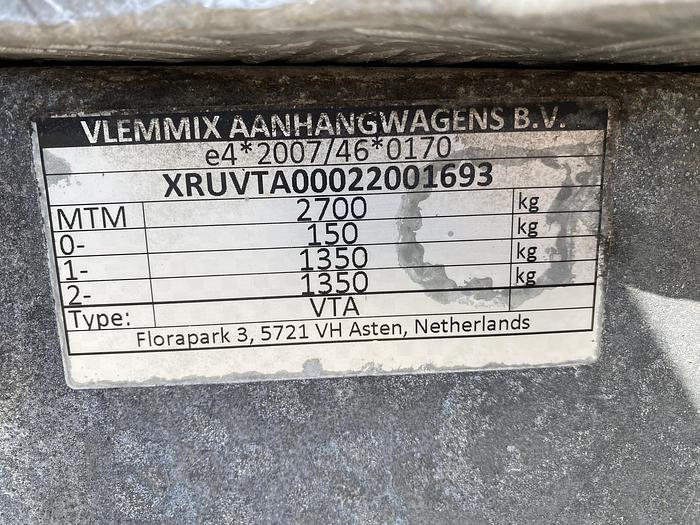 VLEMMIX AANHANGWAGENS B.V.
e4*2007/46*0170
XRUVTA00022001693
MTM 2700 kg
0- 150 kg
1- 1350 kg
2- 1350 kg
Type: VTA
Florapark 3, 5721 VH Asten, Netherlands